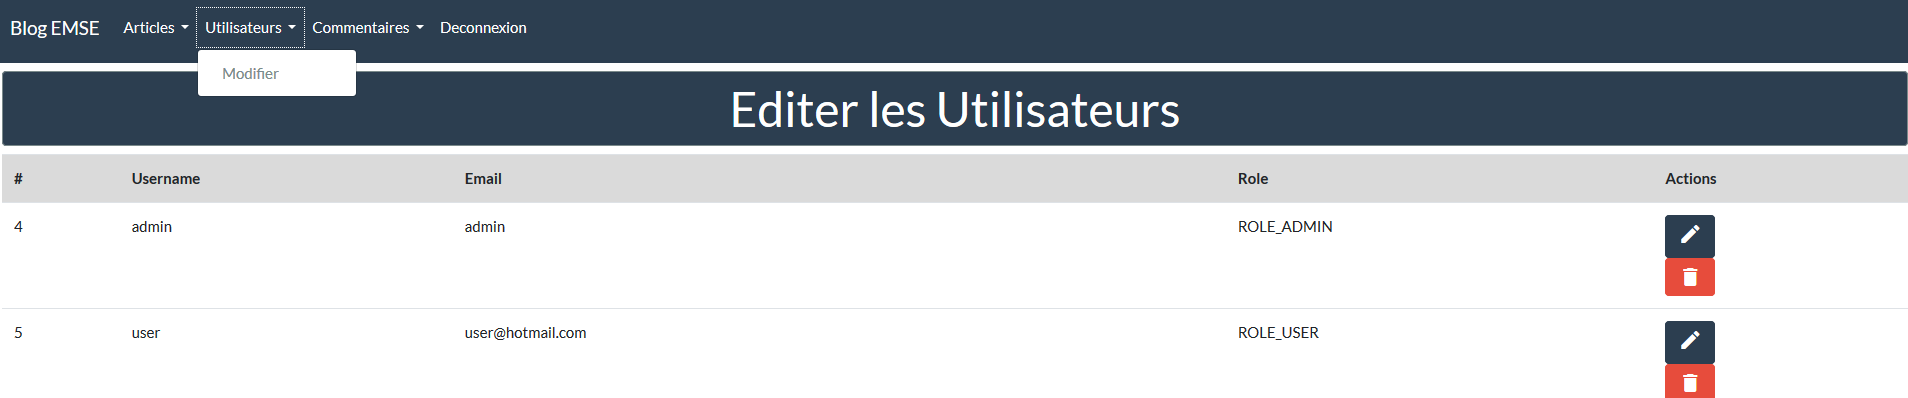 Blog EMSE Articles Utilisateurs Commentaires Deconnexion
Modifier
Editer les Utilisateurs
# Username Email Role Actions
4 admin admin ROLE_ADMIN
5 user user@hotmail.com ROLE_USER